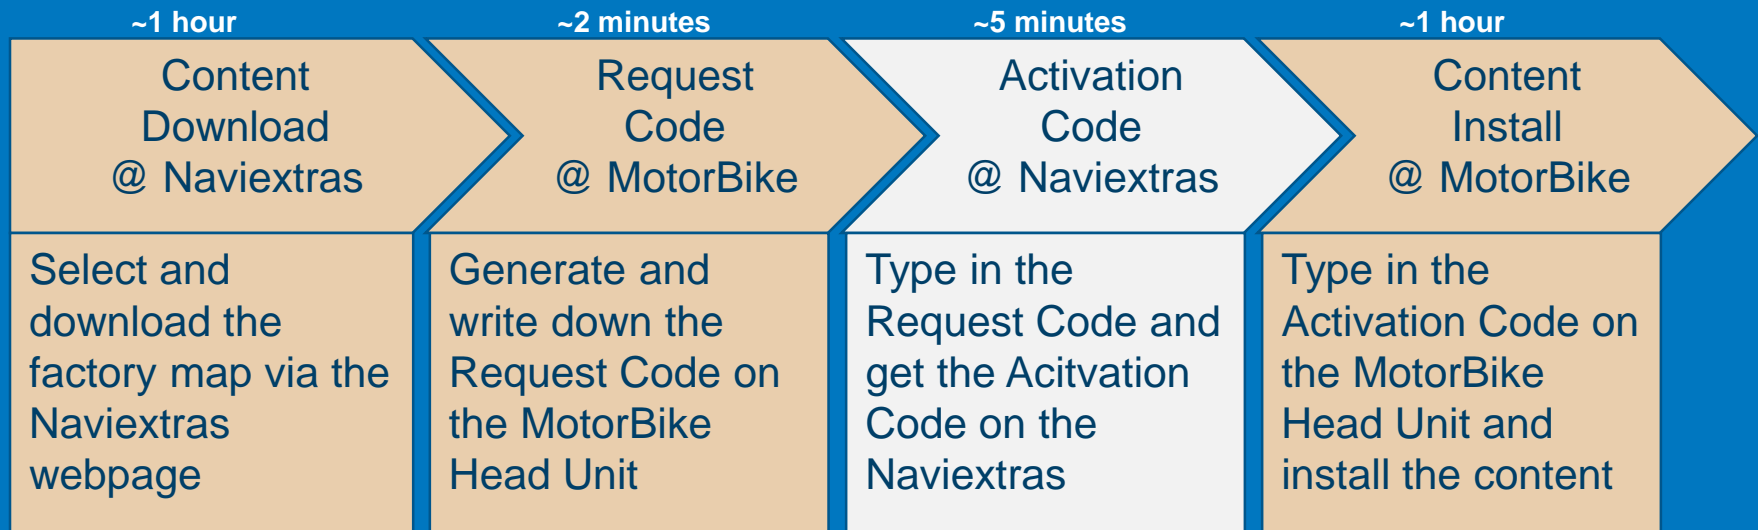 ~1 hour
Content
Download
@ Naviextras
Select and
download the
factory map via the
Naviextras
webpage
~2 minutes
Request
Code
@ MotorBike
Generate and
write down the
Request Code on
the MotorBike
Head Unit
~5 minutes
Activation
Code
@ Naviextras
Type in the
Request Code and
get the Acitvation
Code on the
Naviextras
~1 hour
Content
Install
@ MotorBike
Type in the
Activation Code on
the MotorBike
Head Unit and
install the content